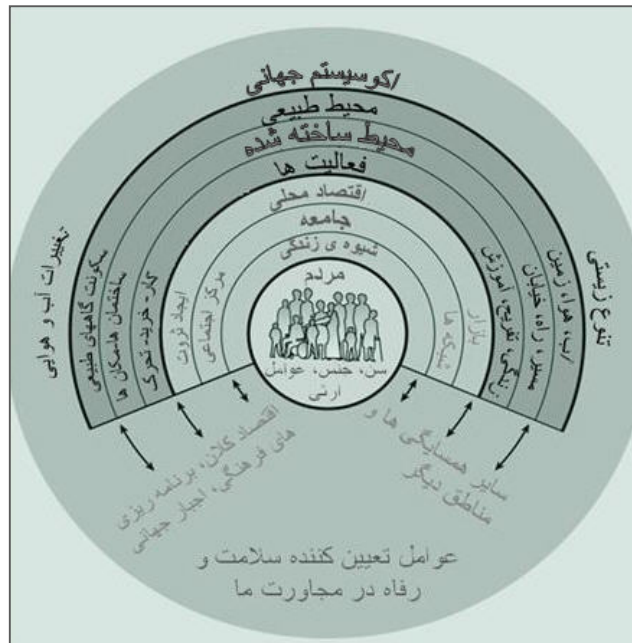 اکوسیستم جهانی
محیط طبیعی
محیط ساخته شده
فعالیت ها
اقتصاد محلی
جامعه
شیوه ی زندگی
مردم
سن، جنس، عوامل
ارثی
تغییرات آب و هوایی
سکونت گاههای طبیعی
ساختمان ها،مکان ها
کار- خرید- تحرک
ایجاد ثروت
مرکز اجتماعی
شبکه ها
بازار
زندگی، تفریح، آموزش
مسیر، راه، خیابان
آب، هوا، زمین
تنوع زیستی
اقتصاد کلان، برنامه ریزی
های فرهنگی، اجبار جهانی
سایر همسایگی ها و
مناطق دیگر
عوامل تعیین کننده سلامت و
رفاه در مجاورت ما